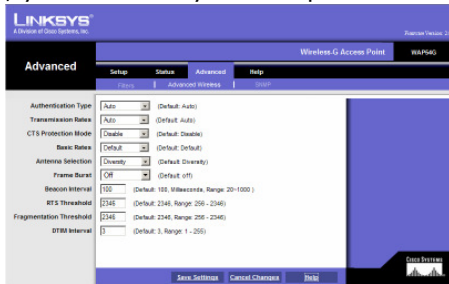 LINKSYS®
A Division of Cisco Systems, Inc.
Wireless-G Access Point WAP54G
Advanced
Setup Status Advanced Help
Filters | Advanced Wireless | SNMP
Authentication Type Auto (Default: Auto)
Transmission Rates Auto (Default: Auto)
CTS Protection Mode Disable (Default: Disable)
Basic Rates Default (Default: Default)
Antenna Selection Diversity (Default: Diversity)
Frame Burst Off (Default: off)
Beacon Interval 100 (Default: 100, Milliseconds, Range: 20~1000 )
RTS Threshold 2346 (Default: 2346, Range: 256 - 2346)
Fragmentation Threshold 2346 (Default: 2346, Range: 256 - 2346)
DTIM Interval 3 (Default: 3, Range: 1 - 255)
Save Settings Cancel Changes Help
CISCO SYSTEMS